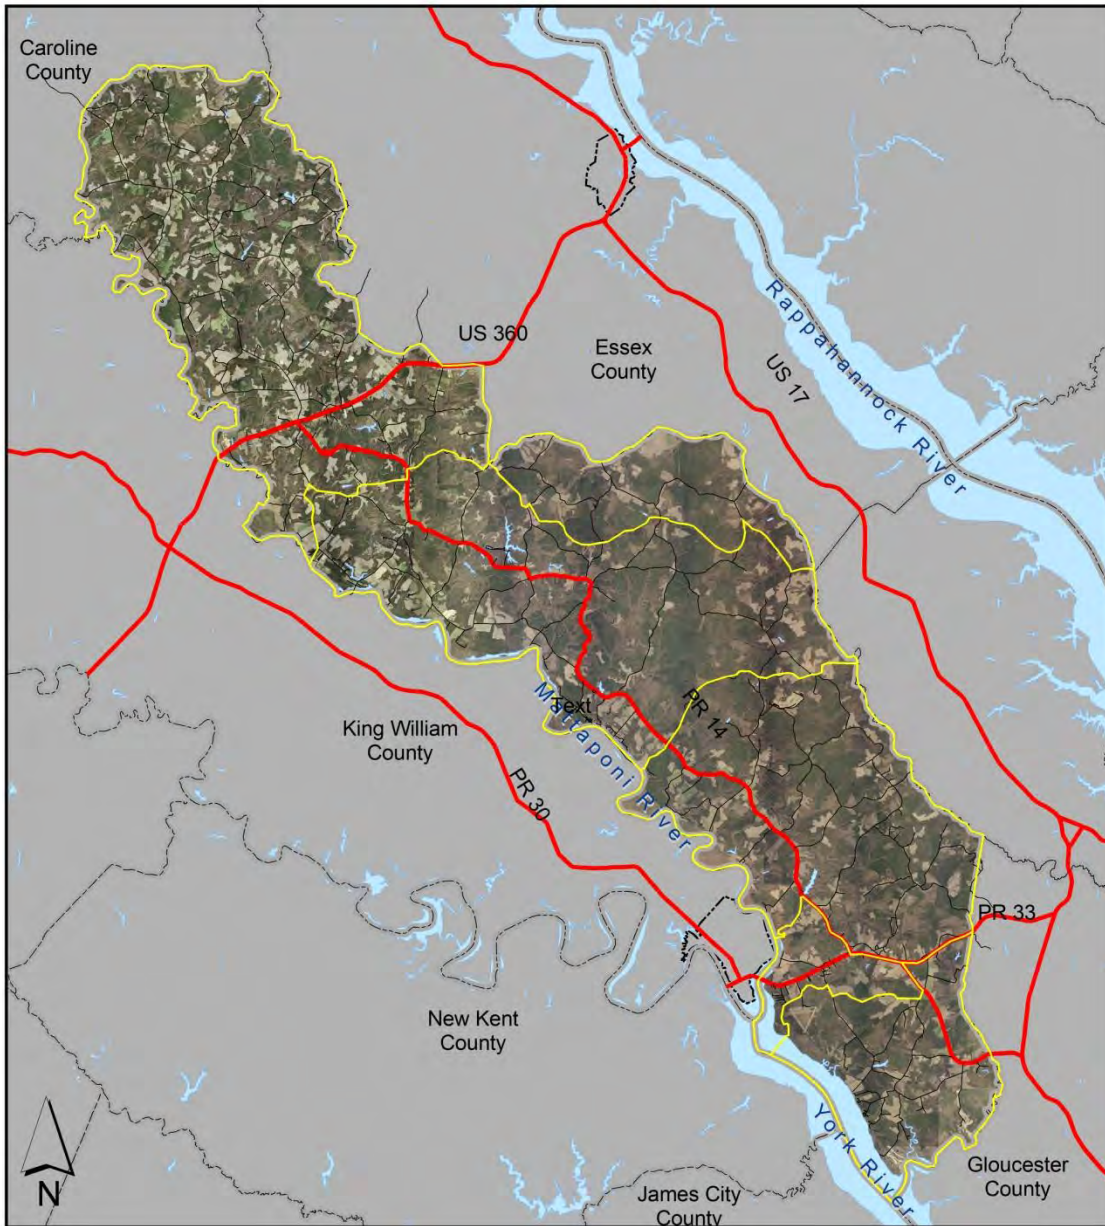 Caroline
County
US 360
Essex
County
Rappahannock River
US 17
Text
Mattaponi River
PR 14
King William
County
PR 30
PR 33
New Kent
County
York River
Gloucester
County
James City
County
N